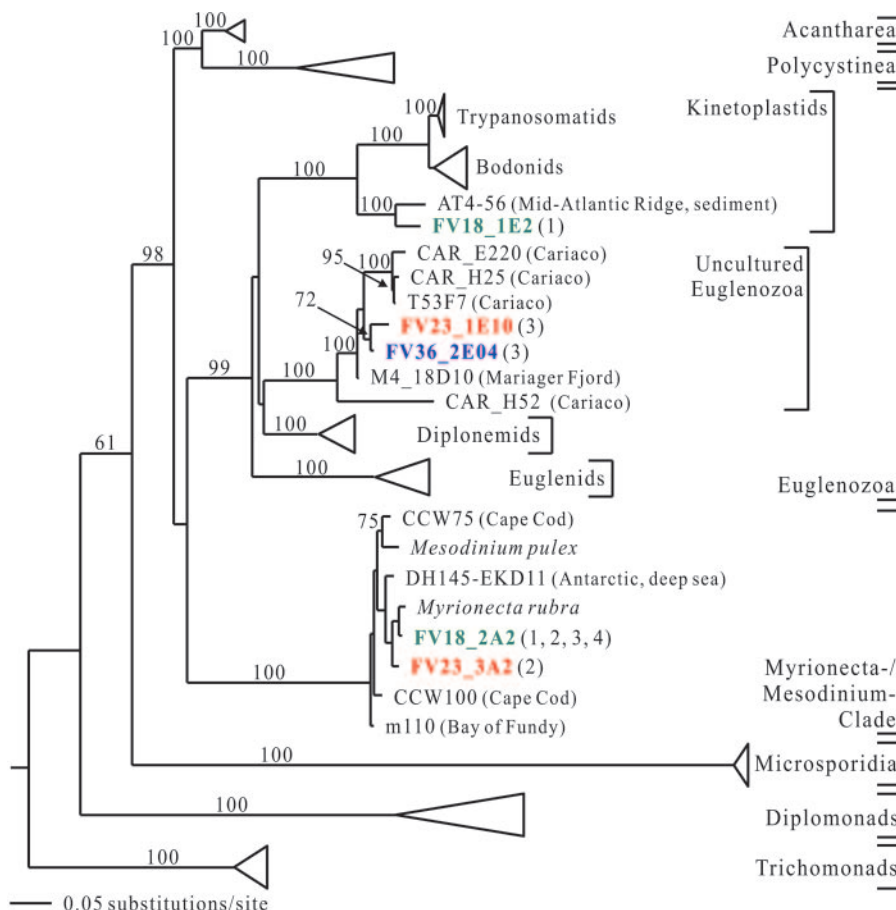 100
Acantharea
100
100
Polycystinea
Kinetoplastids
100
Trypanosomatids
100
Bodonids
100
100
AT4-56 (Mid-Atlantic Ridge, sediment)
FV18_1E2 (1)
98
CAR_E220 (Cariaco)
Uncultured
Euglenozoa
95
100
CAR_H25 (Cariaco)
T53F7 (Cariaco)
72
FV23_1E10 (3)
100
FV36_2E04 (3)
99
M4_18D10 (Mariager Fjord)
100
CAR_H52 (Cariaco)
100
Diplonemids
61
100
Euglenids
Euglenozoa
75
CCW75 (Cape Cod)
Mesodinium pulex
DH145-EKD11 (Antarctic, deep sea)
Myrionecta rubra
FV18_2A2 (1, 2, 3, 4)
FV23_3A2 (2)
100
CCW100 (Cape Cod)
m110 (Bay of Fundy)
Myrionecta-/
Mesodinium-
Clade
100
Microsporidia
100
Diplomonads
100
Trichomonads
0.05 substitutions/site